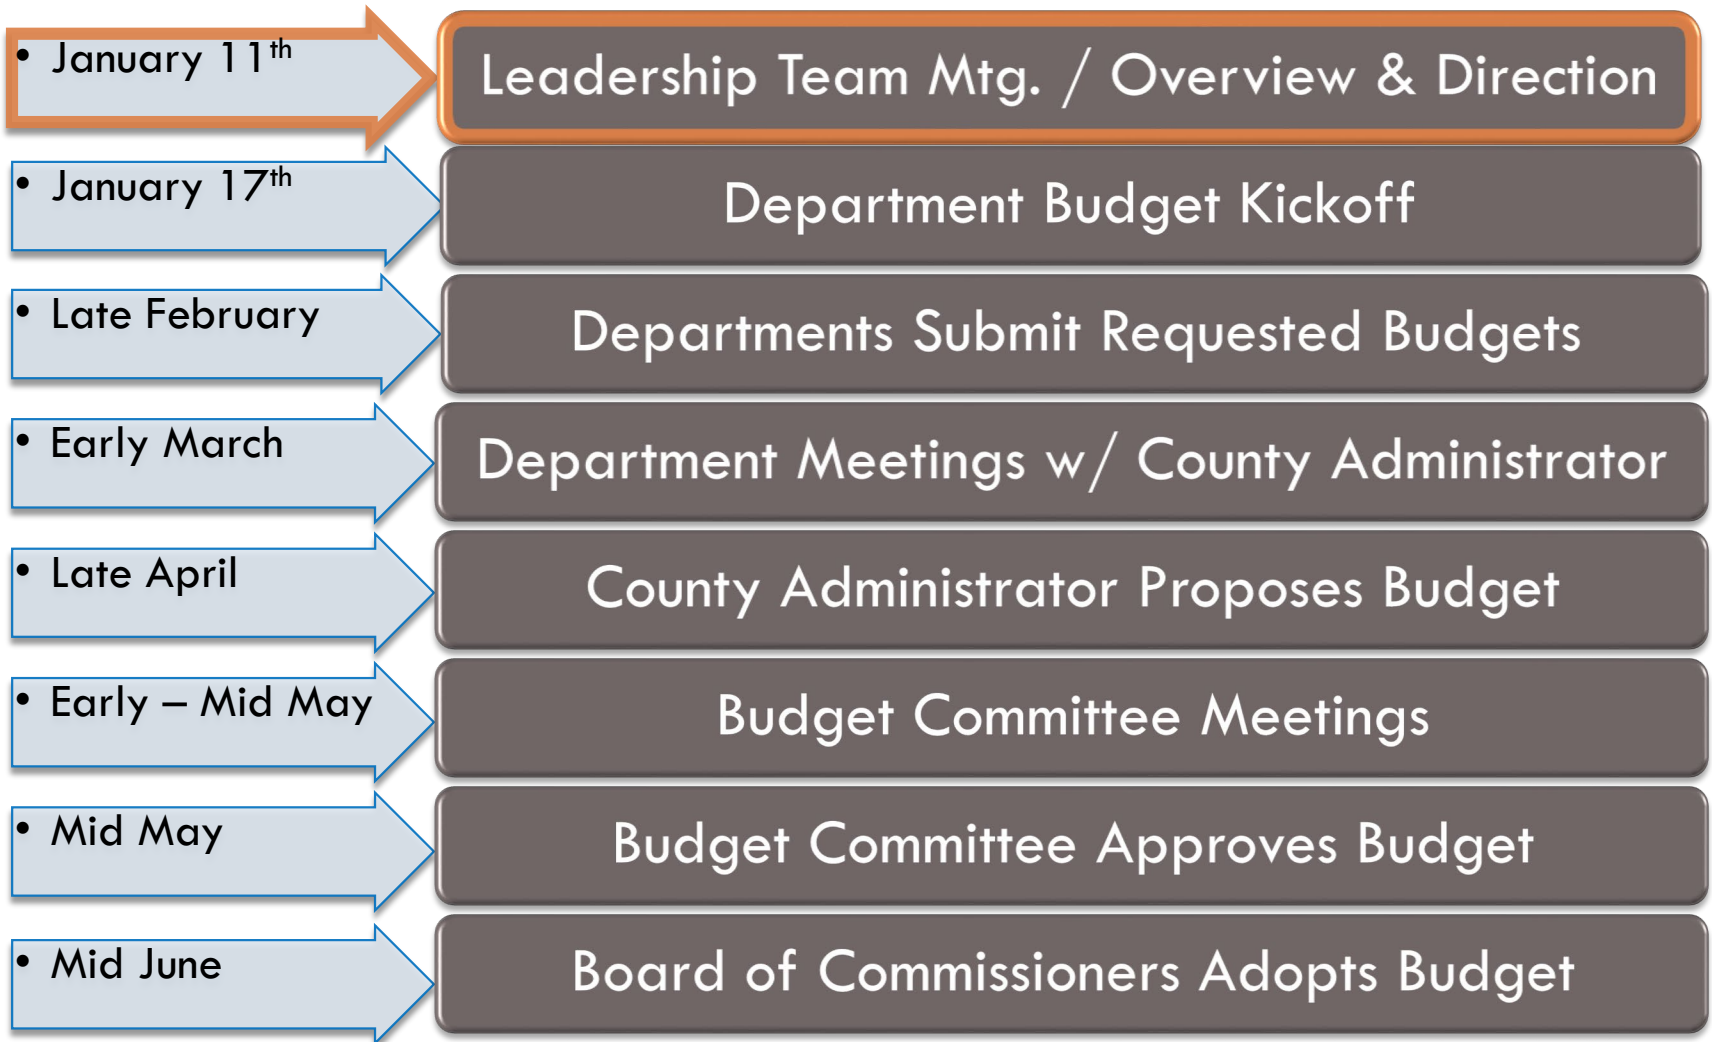 • January 11th
Leadership Team Mtg. / Overview & Direction
• January 17th
Department Budget Kickoff
• Late February
Departments Submit Requested Budgets
• Early March
Department Meetings w/ County Administrator
• Late April
County Administrator Proposes Budget
• Early – Mid May
Budget Committee Meetings
• Mid May
Budget Committee Approves Budget
• Mid June
Board of Commissioners Adopts Budget